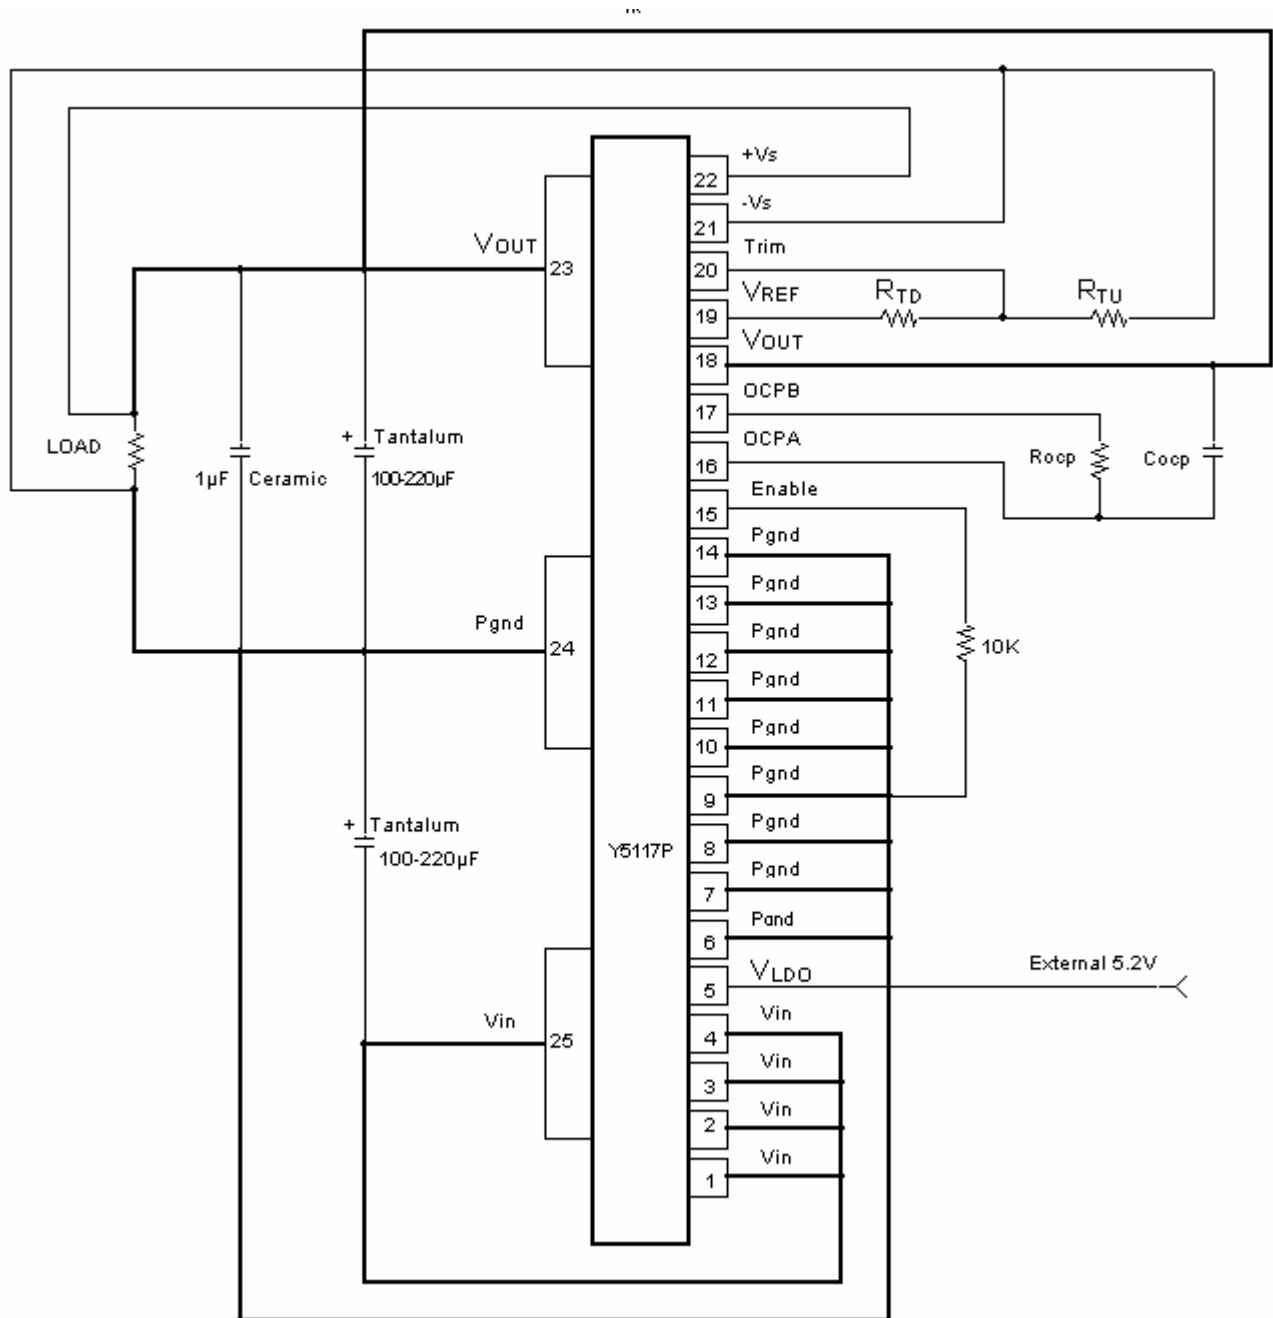 +Vs
22
-Vs
21
Trim
VOUT
23
20
VREF
RTD
RTU
19
VOUT
18
OCPB
17
+ Tantalum
OCPA
LOAD
16
Rocp
Cocp
1µF Ceramic
100-220µF
Enable
15
Pgnd
14
Pgnd
13
Pgnd
24
Pgnd
12
10K
Pgnd
11
Pgnd
10
Pgnd
9
+ Tantalum
Pgnd
8
100-220µF
Y5117P
Pgnd
7
Pand
6
VLDO
External 5.2V
5
Vin
Vin
25
4
Vin
3
Vin
2
Vin
1